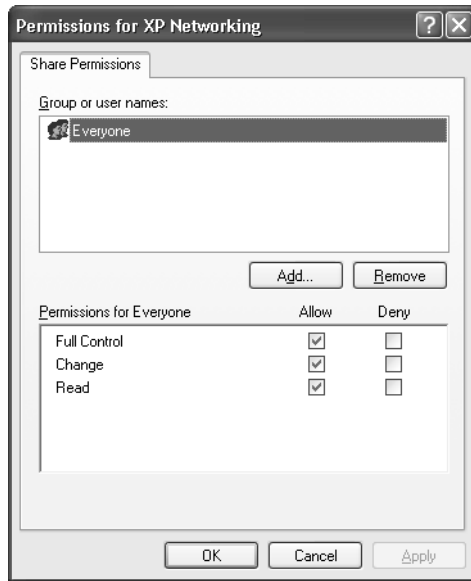 Permissions for XP Networking
Share Permissions
Group or user names:
Everyone
Add... Remove
Permissions for Everyone Allow Deny
Full Control
Change
Read
OK Cancel Apply